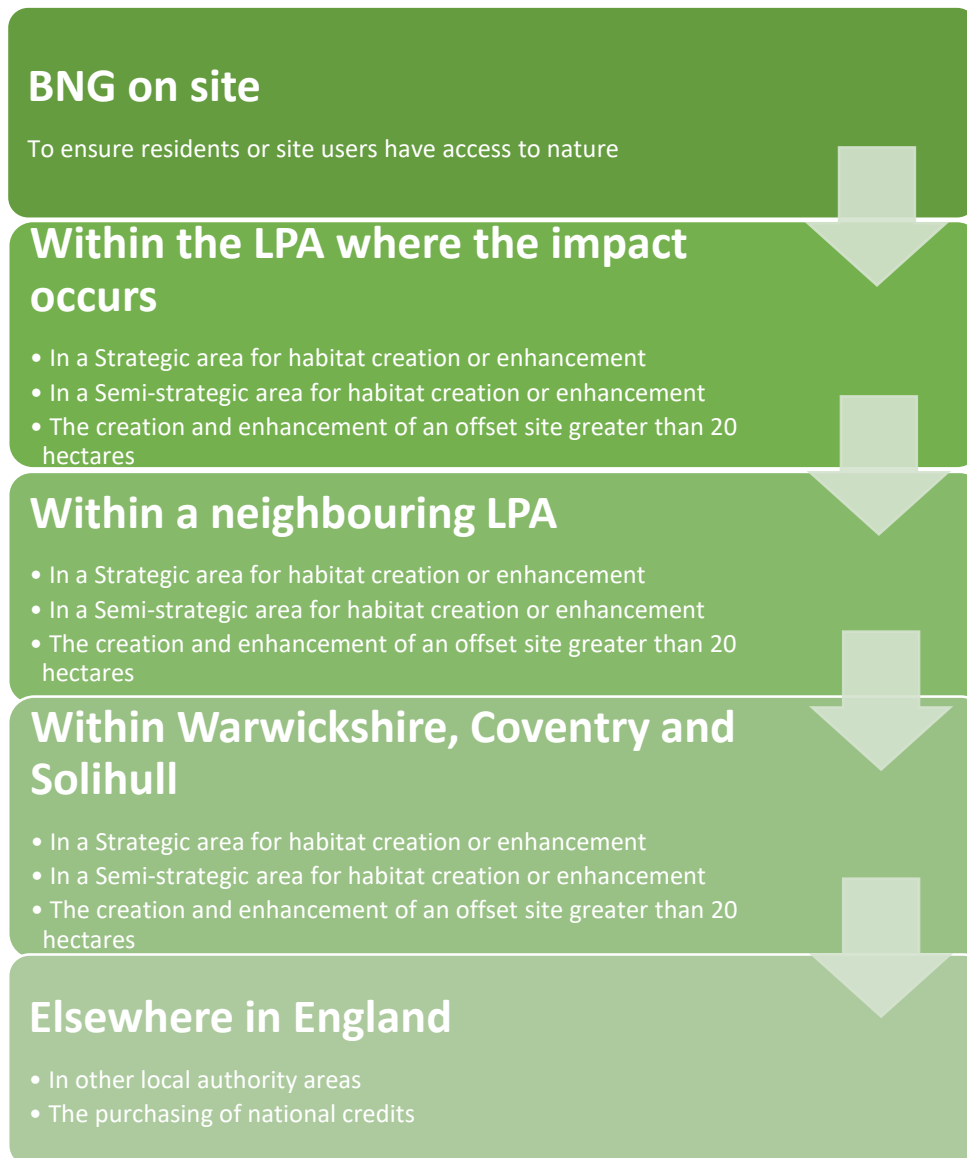 BNG on site
To ensure residents or site users have access to nature
Within the LPA where the impact
occurs
• In a Strategic area for habitat creation or enhancement
• In a Semi-strategic area for habitat creation or enhancement
• The creation and enhancement of an offset site greater than 20
hectares
Within a neighbouring LPA
• In a Strategic area for habitat creation or enhancement
• In a Semi-strategic area for habitat creation or enhancement
• The creation and enhancement of an offset site greater than 20
hectares
Within Warwickshire, Coventry and
Solihull
• In a Strategic area for habitat creation or enhancement
• In a Semi-strategic area for habitat creation or enhancement
• The creation and enhancement of an offset site greater than 20
hectares
Elsewhere in England
• In other local authority areas
• The purchasing of national credits